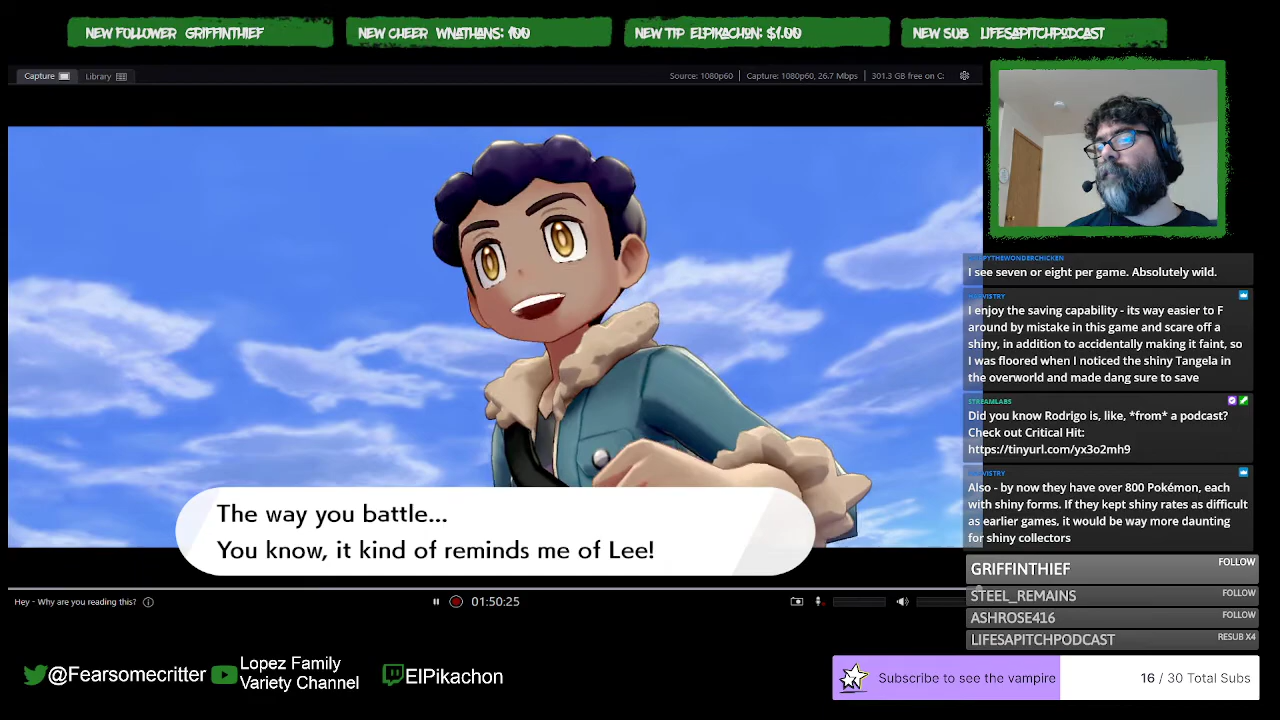 NEW FOLLOWER GRIFFINTHIEF
NEW CHEER WNATHANS: 100
NEW TIP ELPIKACHON: $1.00
NEW SUB LIFESAPITCHPODCAST
Capture
Library
Source: 1080p60
Capture: 1080p60, 26.7 Mbps
301.3 GB free on C:
I see seven or eight per game. Absolutely wild.
I enjoy the saving capability - its way easier to F
around by mistake in this game and scare off a
shiny, in addition to accidentally making it faint, so
I was floored when I noticed the shiny Tangela in
the overworld and made dang sure to save
STREAMLABS
Did you know Rodrigo is, like, *from* a podcast?
Check out Critical Hit:
https://tinyurl.com/yx3o2mh9
Also - by now they have over 800 Pokémon, each
with shiny forms. If they kept shiny rates as difficult
as earlier games, it would be way more daunting
for shiny collectors
The way you battle...
You know, it kind of reminds me of Lee!
GRIFFINTHIEF FOLLOW
STEEL_REMAINS FOLLOW
ASHROSE416 FOLLOW
LIFESAPITCHPODCAST RESUB X4
Hey - Why are you reading this?
01:50:25
@Fearsomecritter
Lopez Family
Variety Channel
ElPikachon
Subscribe to see the vampire
16 / 30 Total Subs